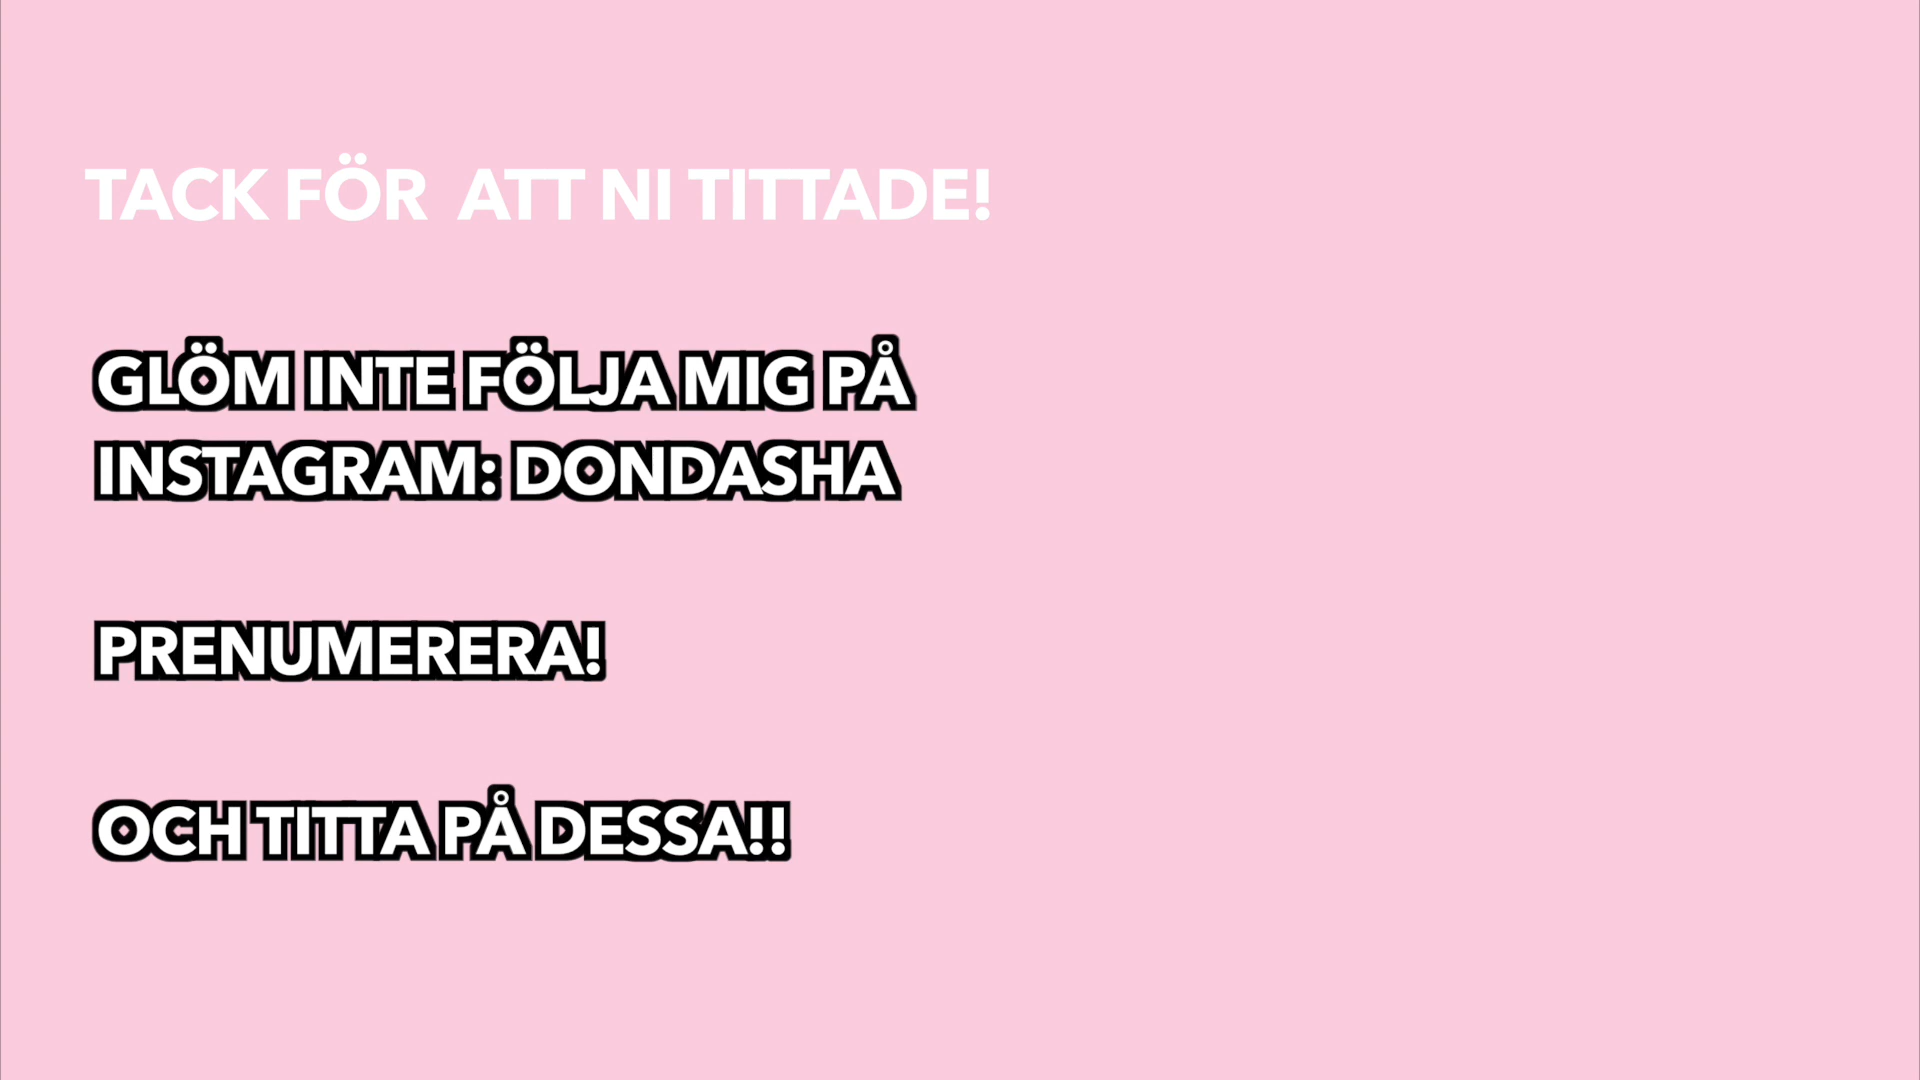 TACK FÖR  ATT NI TITTADE!
GLÖM INTE FÖLJA MIG PÅ
INSTAGRAM: DONDASHA
PRENUMERERA!
OCH TITTA PÅ DESSA!!